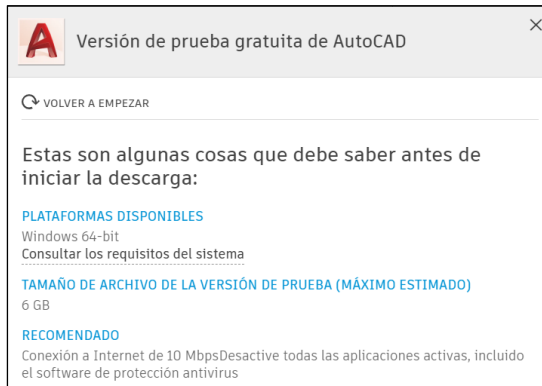 Versión de prueba gratuita de AutoCAD
VOLVER A EMPEZAR
Estas son algunas cosas que debe saber antes de
iniciar la descarga:
PLATAFORMAS DISPONIBLES
Windows 64-bit
Consultar los requisitos del sistema
TAMAÑO DE ARCHIVO DE LA VERSIÓN DE PRUEBA (MÁXIMO ESTIMADO)
6 GB
RECOMENDADO
Conexión a Internet de 10 MbpsDesactive todas las aplicaciones activas, incluido
el software de protección antivirus